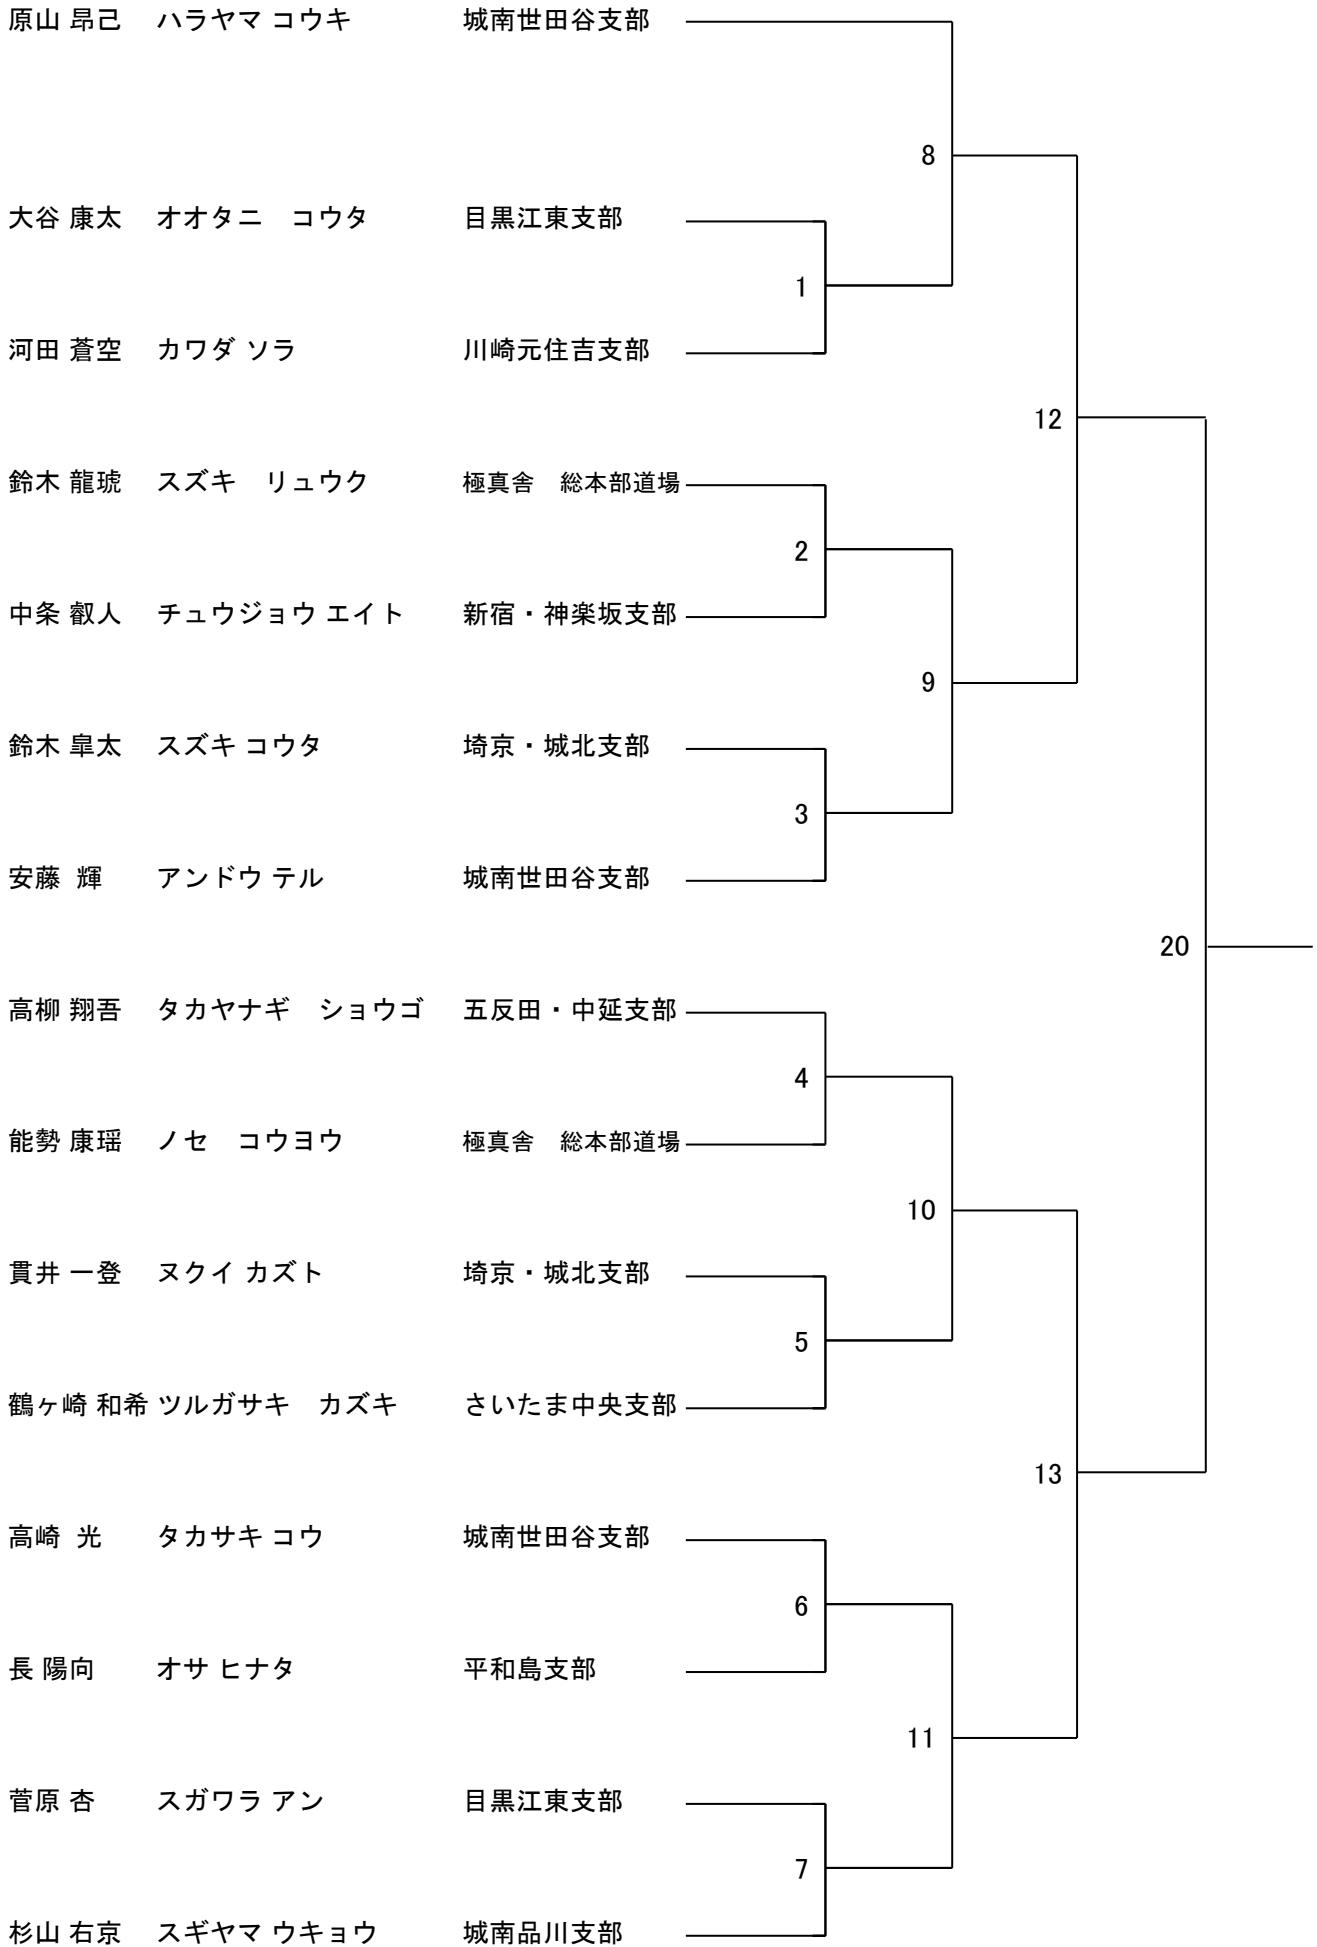 原山 昂己 ハラヤマ コウキ 城南世田谷支部
8
大谷 康太 オオタニ　コウタ 目黒江東支部
1
河田 蒼空 カワダ ソラ 川崎元住吉支部
12
鈴木 龍琥 スズキ　リュウク 極真舎　総本部道場
2
中条 叡人 チュウジョウ エイト 新宿・神楽坂支部
9
鈴木 皐太 スズキ コウタ 埼京・城北支部
3
安藤 輝 アンドウ テル 城南世田谷支部
20
高柳 翔吾 タカヤナギ　ショウゴ 五反田・中延支部
4
能勢 康瑶 ノセ　コウヨウ 極真舎　総本部道場
10
貫井 一登 ヌクイ カズト 埼京・城北支部
5
鶴ヶ崎 和希 ツルガサキ　カズキ さいたま中央支部
13
高崎 光 タカサキ コウ 城南世田谷支部
6
長 陽向 オサ ヒナタ 平和島支部
11
菅原 杏 スガワラ アン 目黒江東支部
7
杉山 右京 スギヤマ ウキョウ 城南品川支部